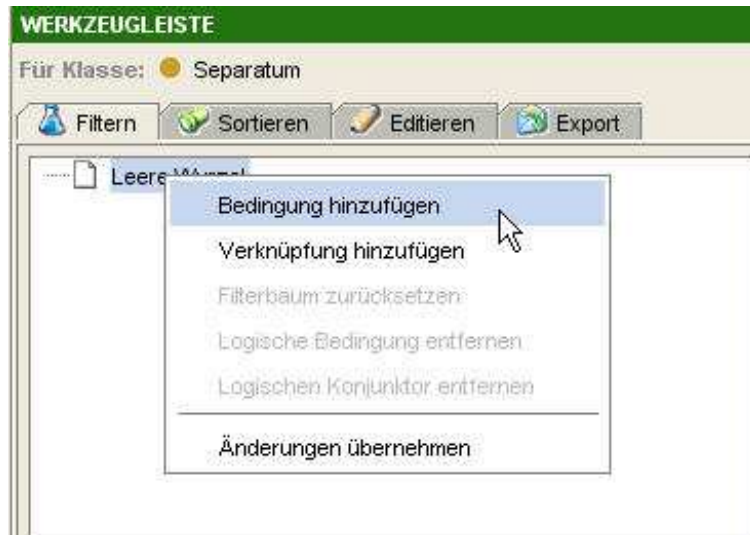 WERKZEUGLEISTE
Für Klasse: Separatum
Filtern Sortieren Editieren Export
Leere
Bedingung hinzufügen
Verknüpfung hinzufügen
Filterbaum zurücksetzen
Logische Bedingung entfernen
Logischen Konjunktor entfernen
Änderungen übernehmen